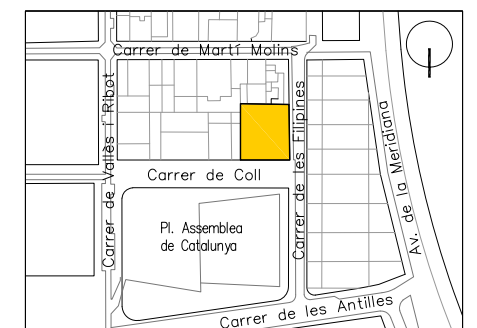 Carrer de Martí Molins
Carrer de Vallès i Ribot
Carrer de les Filipines
Av. de la Meridiana
Carrer de Coll
Pl. Assemblea
de Catalunya
Carrer de les Antilles